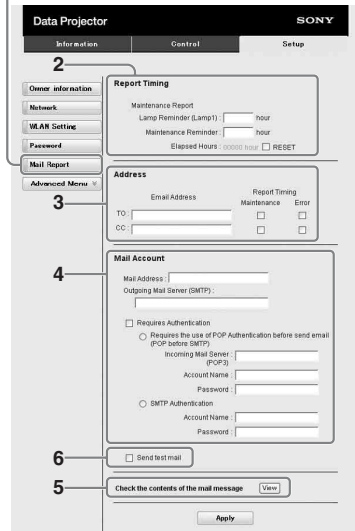 Data Projector SONY
Information Control Setup
2
Owner information
Network
WLAN Setting
Password
Mail Report
Advanced Menu
Report Timing
Maintenance Report
Lamp Reminder (Lamp1) : hour
Maintenance Reminder : hour
Elapsed Hours : 00000 hour RESET
3
Address
Email Address Report Timing
Maintenance Error
TO :
CC :
4
Mail Account
Mail Address :
Outgoing Mail Server (SMTP) :
Requires Authentication
Requires the use of POP Authentication before send email
(POP before SMTP)
Incoming Mail Server :
(POP3)
Account Name :
Password :
SMTP Authentication
Account Name :
Password :
6 Send test mail
5 Check the contents of the mail message View
Apply